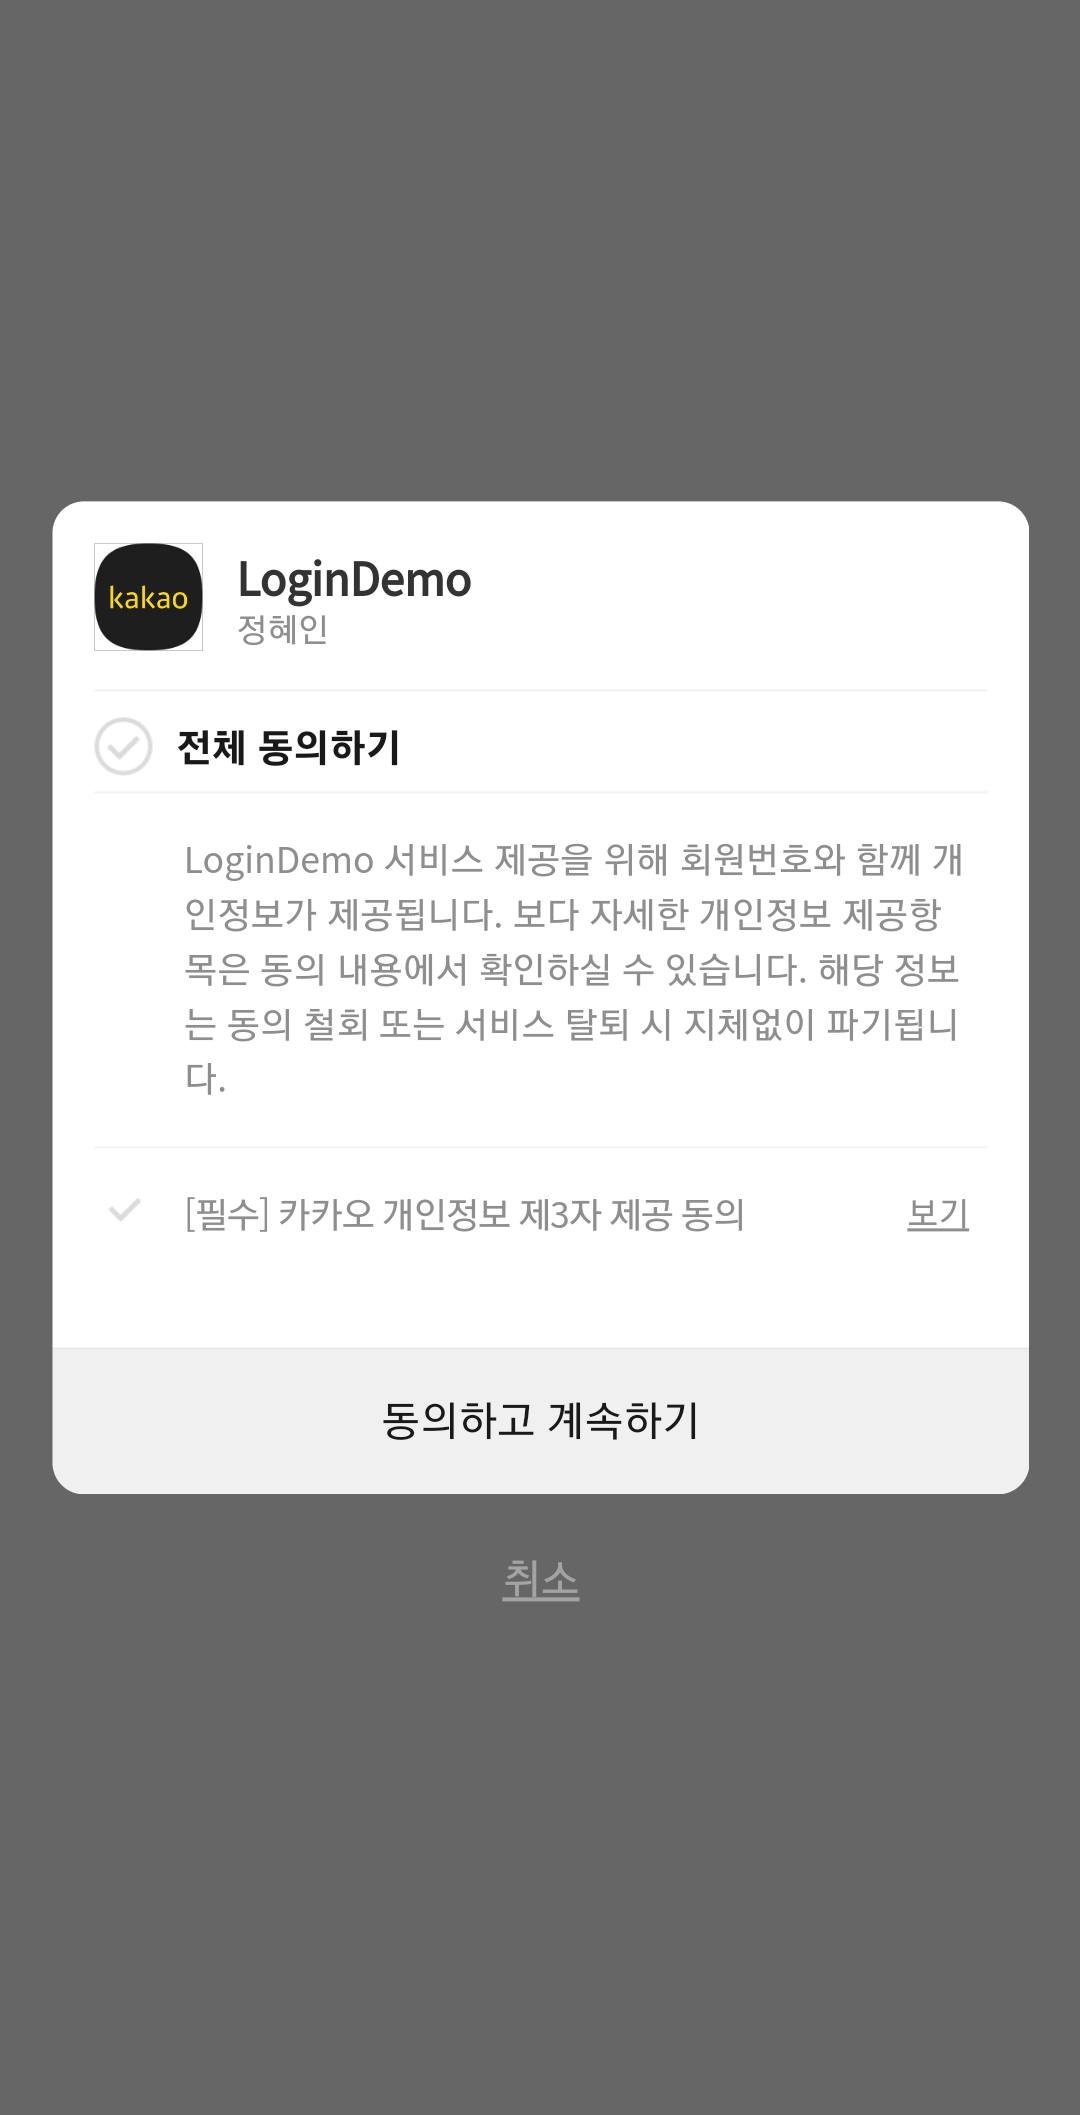 kakao
LoginDemo
정혜인
전체 동의하기
LoginDemo 서비스 제공을 위해 회원번호와 함께 개
인정보가 제공됩니다. 보다 자세한 개인정보 제공항
목은 동의 내용에서 확인하실 수 있습니다. 해당 정보
는 동의 철회 또는 서비스 탈퇴 시 지체없이 파기됩니
다.
[필수] 카카오 개인정보 제3자 제공 동의 보기
동의하고 계속하기
취소